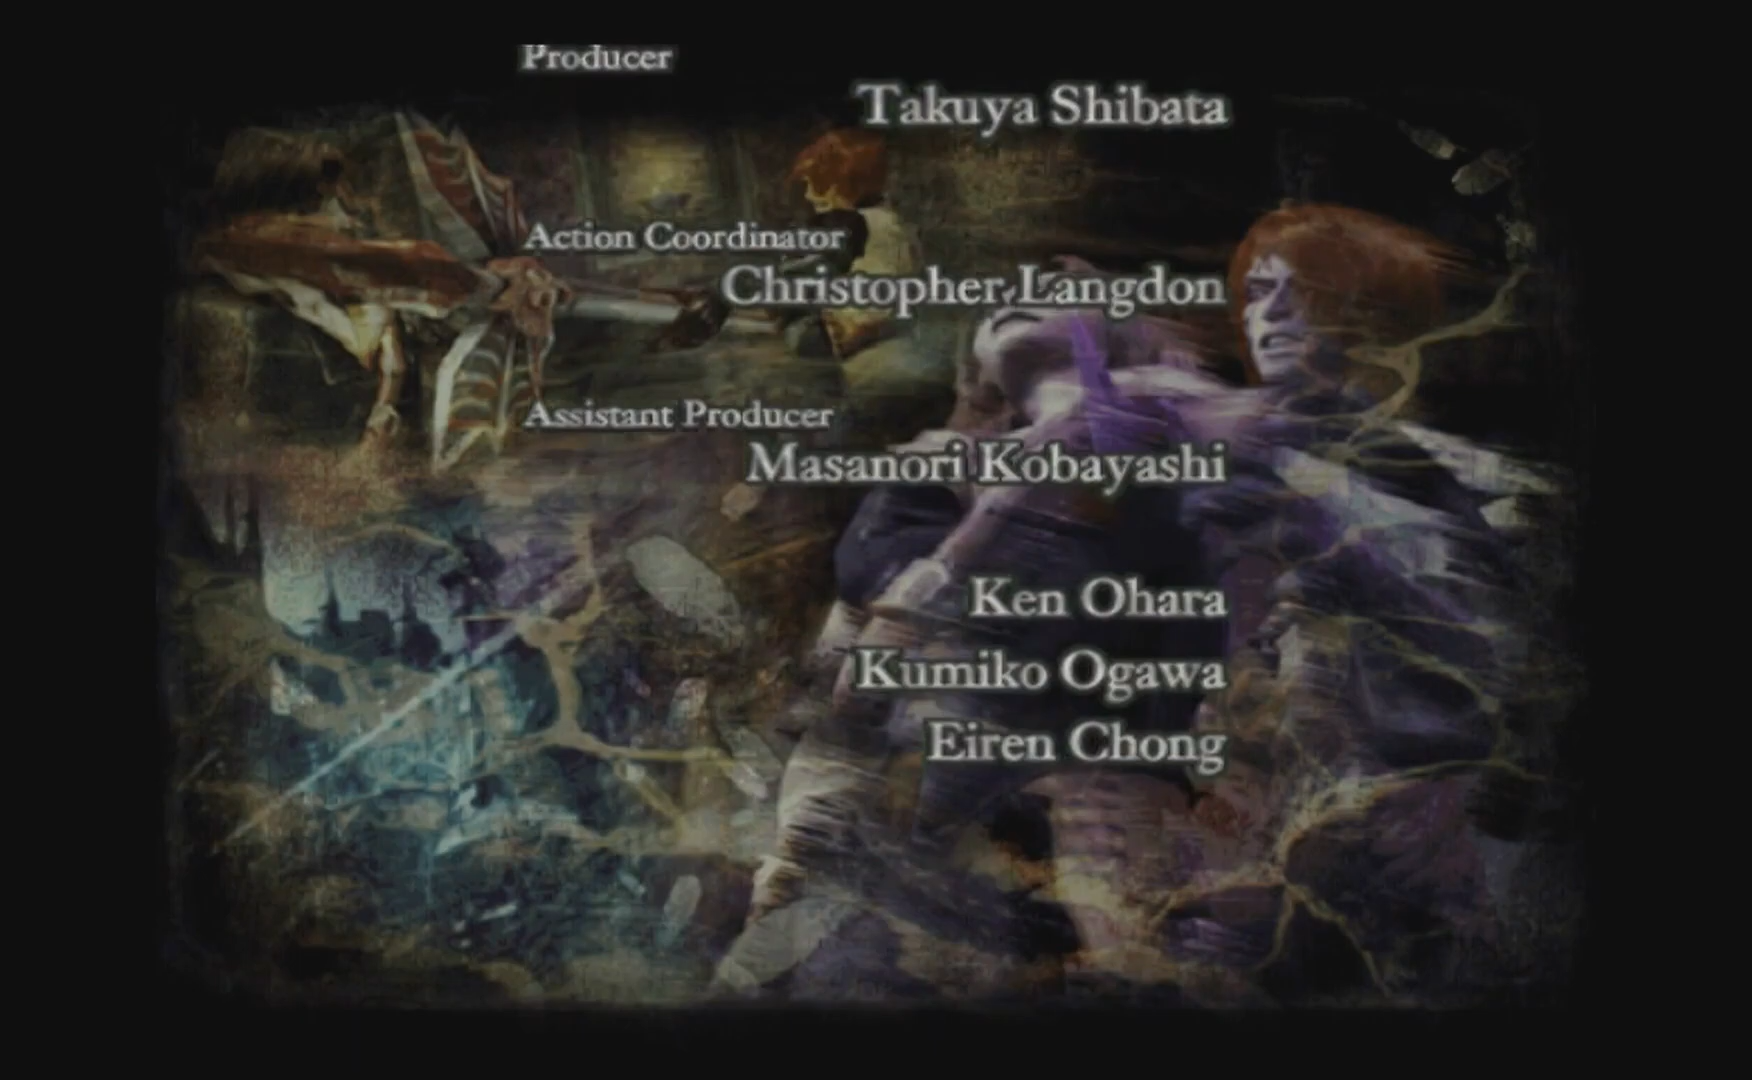 Producer
Takuya Shibata
Action Coordinator
Christopher Langdon
Assistant Producer
Masanori Kobayashi
Ken Ohara
Kumiko Ogawa
Eiren Chong